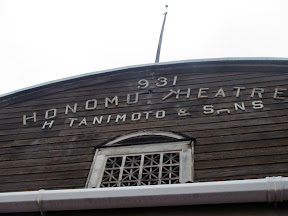 931
HONOMU THEATRE
H. TANIMOTO & SONS